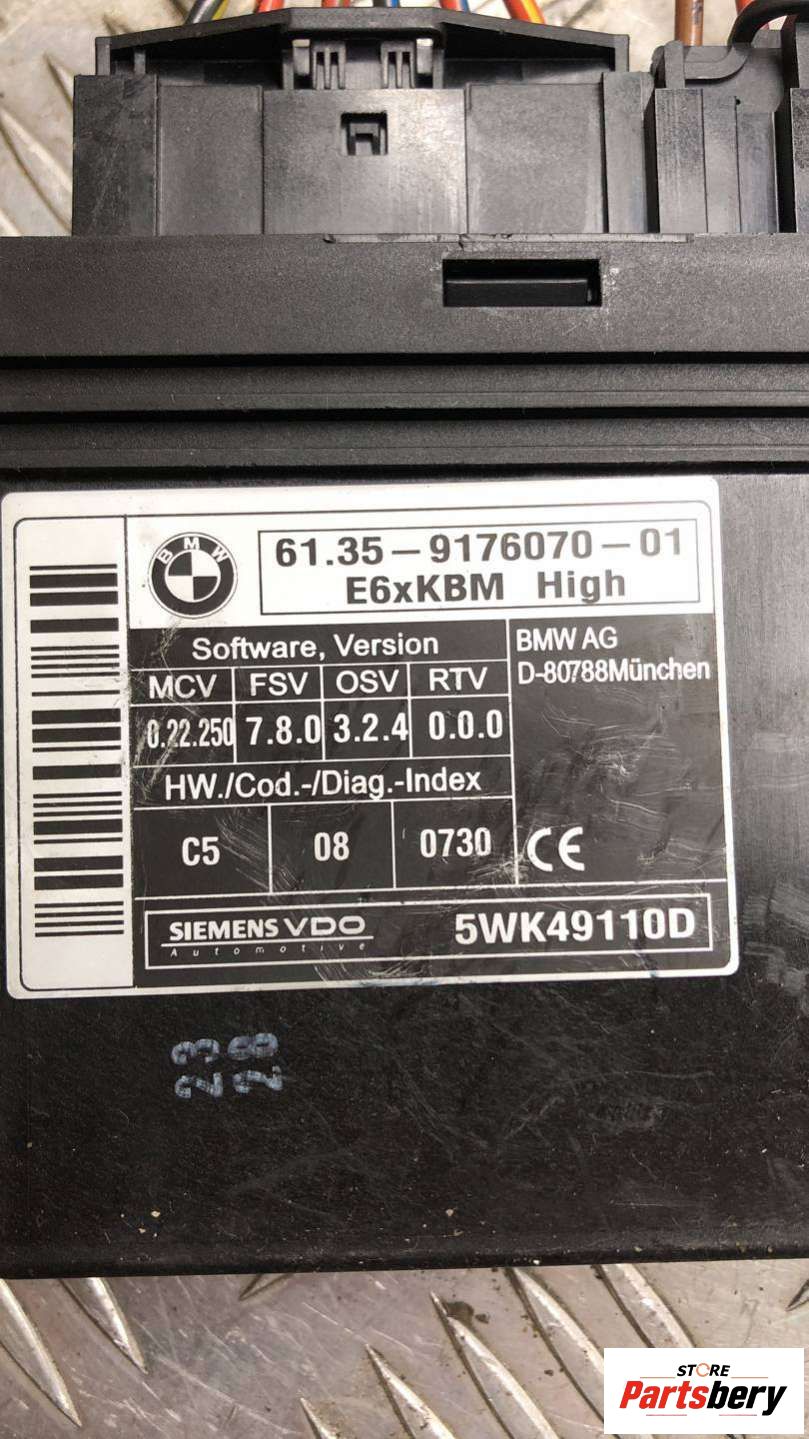 BMW
61.35-9176070-01
E6xKBM High
Software, Version
MCV FSV OSV RTV
0.22.250 7.8.0 3.2.4 0.0.0
HW./Cod.-/Diag.-Index
C5 08 0730
BMW AG
D-80788München
CE
SIEMENS VDO
Automotive
5WK49110D
23
28
STORE
Partsbery